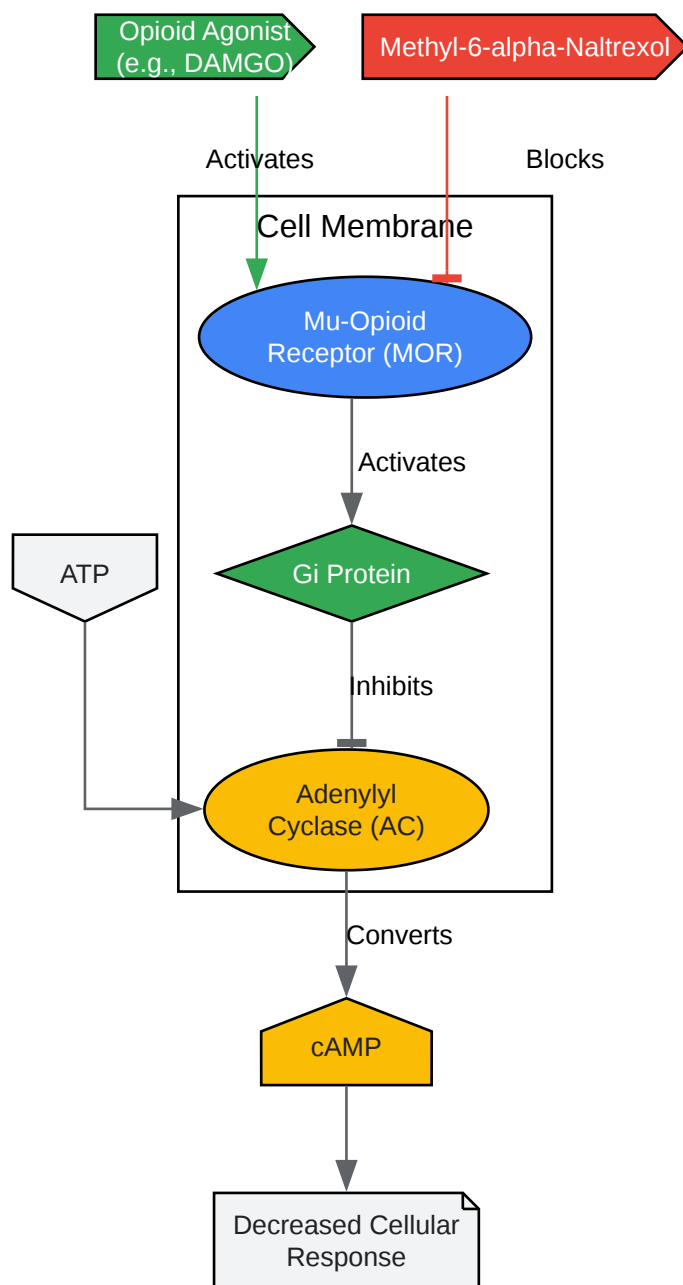 Opioid Agonist
(e.g., DAMGO)
Methyl-6-alpha-Naltrexol
Activates
Blocks
Cell Membrane
Mu-Opioid
Receptor (MOR)
Activates
ATP
Gi Protein
Inhibits
Adenylyl
Cyclase (AC)
Converts
cAMP
Decreased Cellular
Response